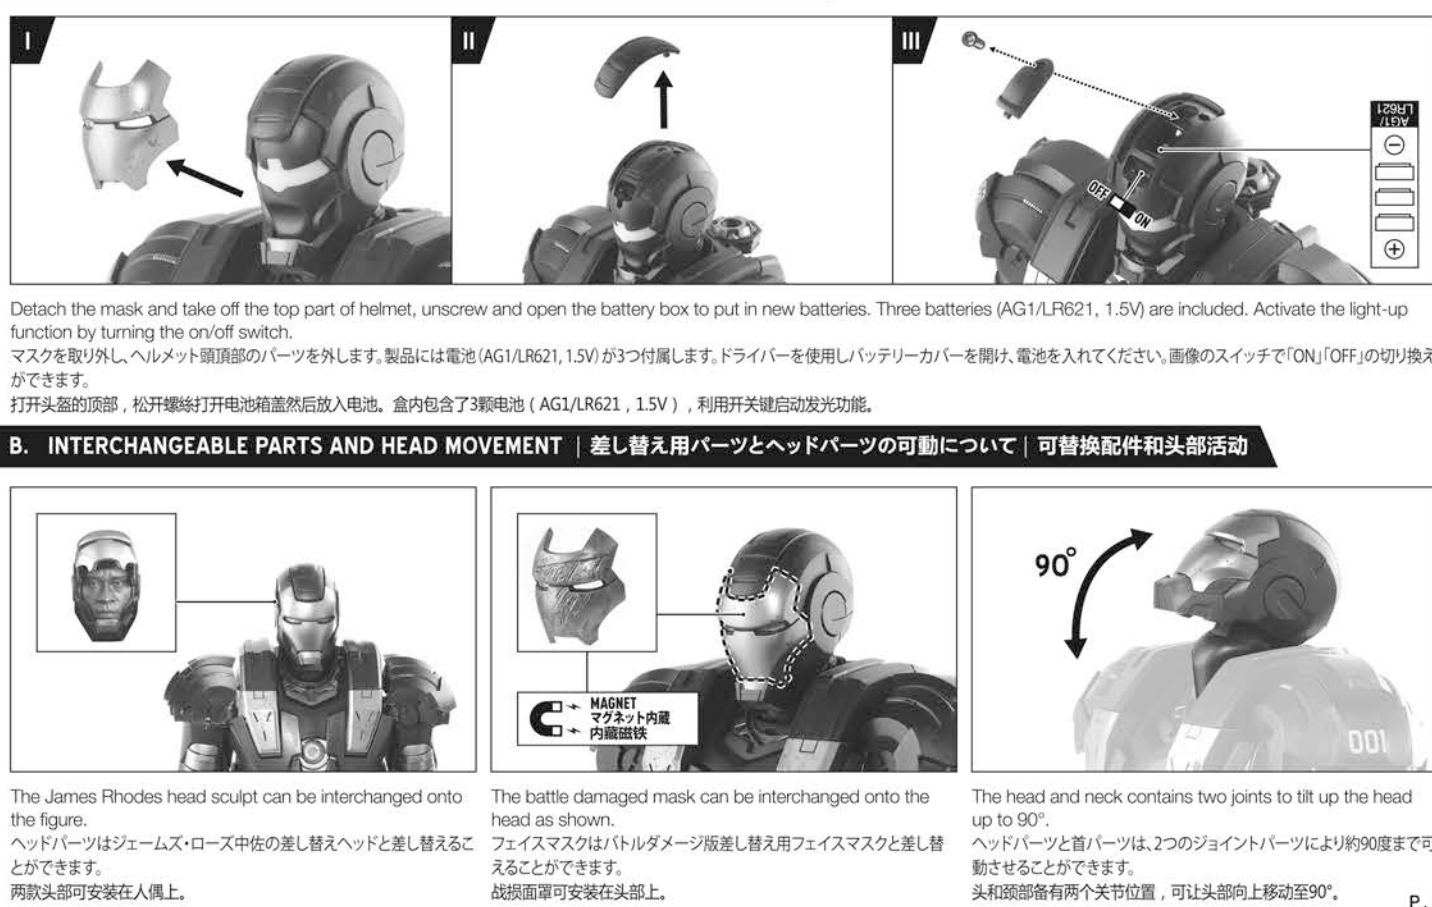 I
II
III
OFF
ON
AG1/
LR621
Detach the mask and take off the top part of helmet, unscrew and open the battery box to put in new batteries. Three batteries (AG1/LR621, 1.5V) are included. Activate the light-up
function by turning the on/off switch.
マスクを取り外し、ヘルメット頭頂部のパーツを外します。製品には電池(AG1/LR621, 1.5V)が3つ付属します。ドライバーを使用しバッテリーカバーを開け、電池を入れてください。画像のスイッチで「ON」「OFF」の切り換え
ができます。
打开头盔的顶部，松开螺絲打开电池箱盖然后放入电池。盒内包含了3颗电池（AG1/LR621，1.5V），利用开关键启动发光功能。
B. INTERCHANGEABLE PARTS AND HEAD MOVEMENT | 差し替え用パーツとヘッドパーツの可動について | 可替换配件和头部活动
MAGNET
マグネット内蔵
内藏磁铁
90°
001
The James Rhodes head sculpt can be interchanged onto
the figure.
ヘッドパーツはジェームズ・ローズ中佐の差し替えヘッドと差し替えるこ
とができます。
两款头部可安装在人偶上。
The battle damaged mask can be interchanged onto the
head as shown.
フェイスマスクはバトルダメージ版差し替え用フェイスマスクと差し替
えることができます。
战损面罩可安装在头部上。
The head and neck contains two joints to tilt up the head
up to 90°.
ヘッドパーツと首パーツは、2つのジョイントパーツにより約90度まで可
動させることができます。
头和颈部备有两个关节位置，可让头部向上移动至90°。
P.